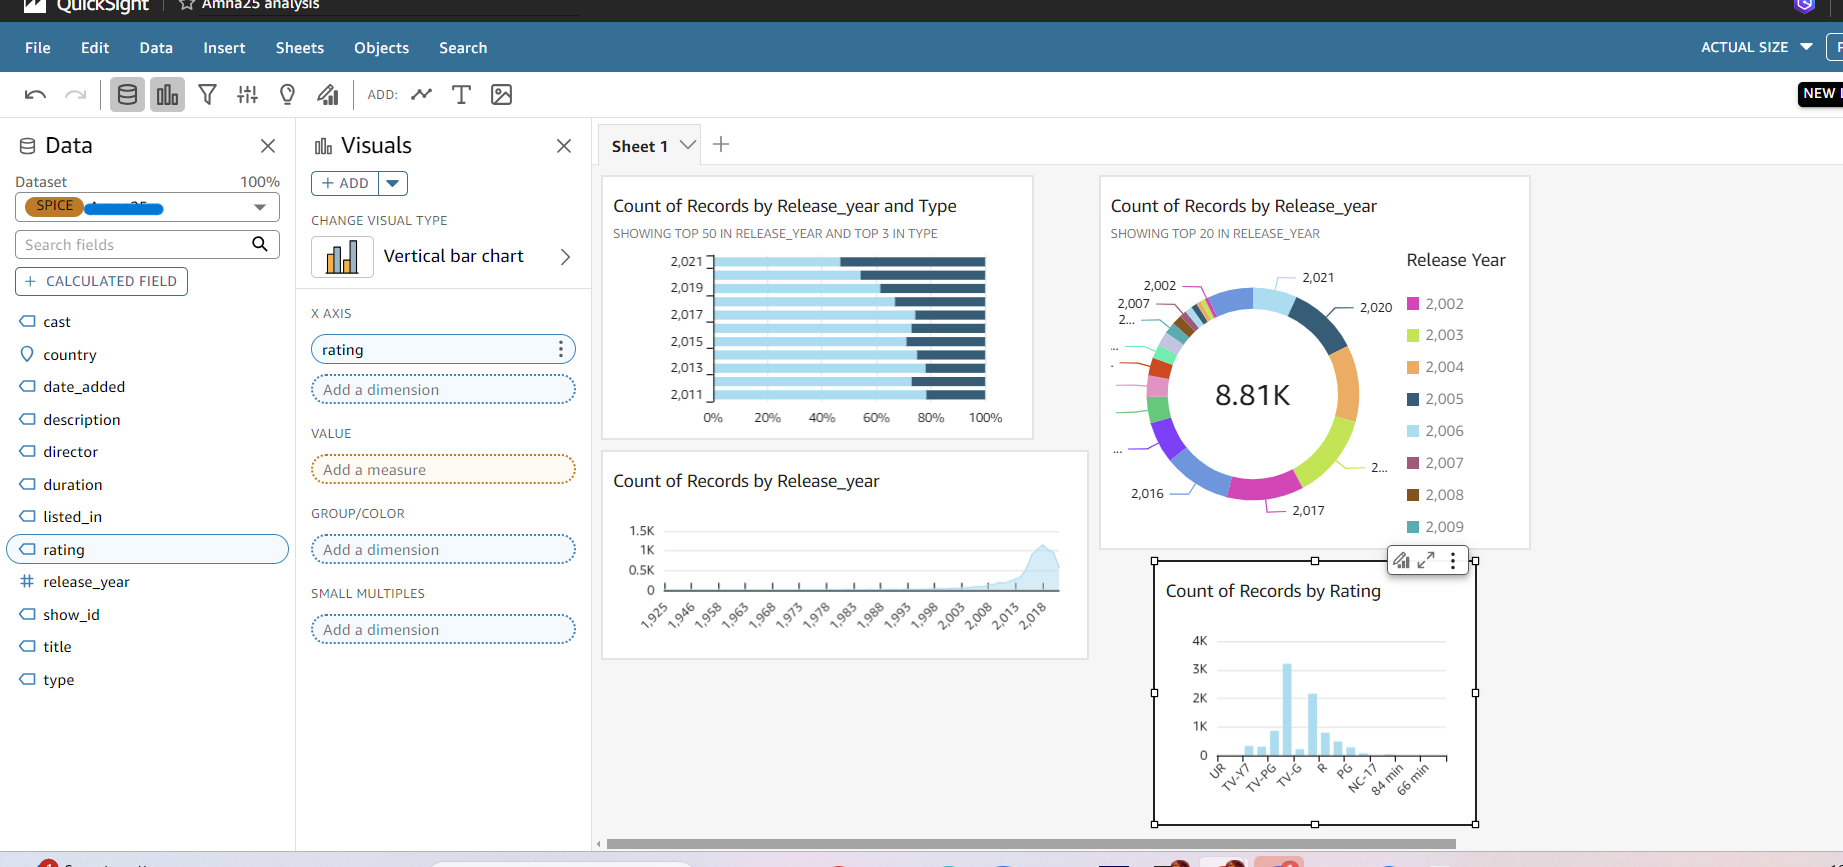 QuickSight
Amna25 analysis
File Edit Data Insert Sheets Objects Search
ACTUAL SIZE
ADD:
NEW
Data
Dataset 100%
SPICE
Search fields
+ CALCULATED FIELD
cast
country
date_added
description
director
duration
listed_in
rating
release_year
show_id
title
type
Visuals
+ ADD
CHANGE VISUAL TYPE
Vertical bar chart
X AXIS
rating
Add a dimension
VALUE
Add a measure
GROUP/COLOR
Add a dimension
SMALL MULTIPLES
Add a dimension
Sheet 1
Count of Records by Release_year and Type
SHOWING TOP 50 IN RELEASE_YEAR AND TOP 3 IN TYPE
2,021
2,019
2,017
2,015
2,013
2,011
0% 20% 40% 60% 80% 100%
Count of Records by Release_year
SHOWING TOP 20 IN RELEASE_YEAR
2,021
2,020
2...
2,017
2,016
...
.
...
2...
2,007
2,002
8.81K
Release Year
2,002
2,003
2,004
2,005
2,006
2,007
2,008
2,009
Count of Records by Release_year
1.5K
1K
0.5K
0
1,925 1,946 1,958 1,963 1,968 1,973 1,978 1,983 1,988 1,993 1,998 2,003 2,008 2,013 2,018
Count of Records by Rating
4K
3K
2K
1K
0
UR TV-Y7 TV-PG TV-G R PG NC-17 84 min 66 min